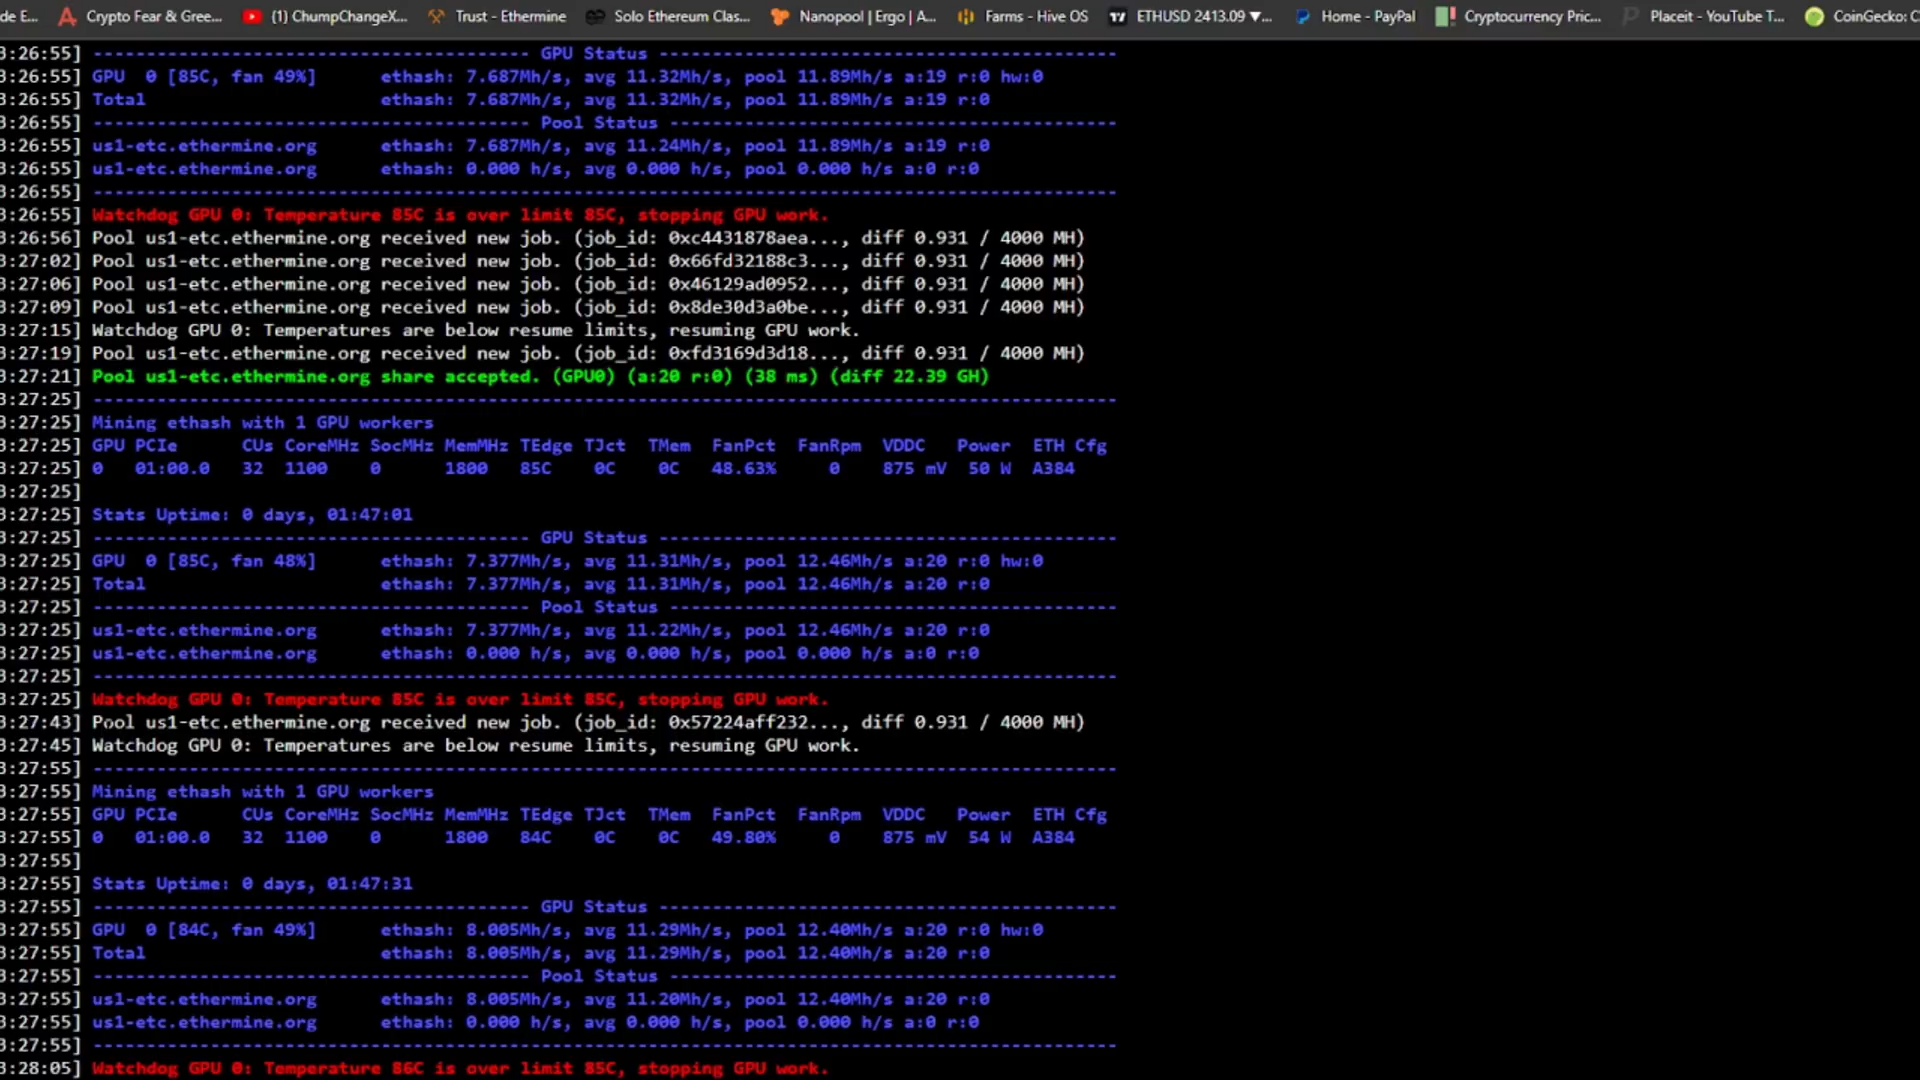 de E... Crypto Fear & Gree... (1) ChumpChangeX... Trust - Ethermine Solo Ethereum Clas... Nanopool | Ergo | A... Farms - Hive OS ETHUSD 2413.09 ▼... Home - PayPal Cryptocurrency Pric... Placeit - YouTube T... CoinGecko: C
3:26:55] ----------------------------------------- GPU Status -------------------------------------------
3:26:55] GPU 0 [85C, fan 49%] ethash: 7.687Mh/s, avg 11.32Mh/s, pool 11.89Mh/s a:19 r:0 hw:0
3:26:55] Total ethash: 7.687Mh/s, avg 11.32Mh/s, pool 11.89Mh/s a:19 r:0
3:26:55] ----------------------------------------- Pool Status ------------------------------------------
3:26:55] us1-etc.ethermine.org ethash: 7.687Mh/s, avg 11.24Mh/s, pool 11.89Mh/s a:19 r:0
3:26:55] us1-etc.ethermine.org ethash: 0.000 h/s, avg 0.000 h/s, pool 0.000 h/s a:0 r:0
3:26:55] ------------------------------------------------------------------------------------------------
3:26:55] Watchdog GPU 0: Temperature 85C is over limit 85C, stopping GPU work.
3:26:56] Pool us1-etc.ethermine.org received new job. (job_id: 0xc4431878aea..., diff 0.931 / 4000 MH)
3:27:02] Pool us1-etc.ethermine.org received new job. (job_id: 0x66fd32188c3..., diff 0.931 / 4000 MH)
3:27:06] Pool us1-etc.ethermine.org received new job. (job_id: 0x46129ad0952..., diff 0.931 / 4000 MH)
3:27:09] Pool us1-etc.ethermine.org received new job. (job_id: 0x8de30d3a0be..., diff 0.931 / 4000 MH)
3:27:15] Watchdog GPU 0: Temperatures are below resume limits, resuming GPU work.
3:27:19] Pool us1-etc.ethermine.org received new job. (job_id: 0xfd3169d3d18..., diff 0.931 / 4000 MH)
3:27:21] Pool us1-etc.ethermine.org share accepted. (GPU0) (a:20 r:0) (38 ms) (diff 22.39 GH)
3:27:25] ------------------------------------------------------------------------------------------------
3:27:25] Mining ethash with 1 GPU workers
3:27:25] GPU PCIe CUs CoreMHz SocMHz MemMHz TEdge TJct TMem FanPct FanRpm VDDC Power ETH Cfg
3:27:25] 0 01:00.0 32 1100 0 1800 85C 0C 0C 48.63% 0 875 mV 50 W A384
3:27:25]
3:27:25] Stats Uptime: 0 days, 01:47:01
3:27:25] ----------------------------------------- GPU Status -------------------------------------------
3:27:25] GPU 0 [85C, fan 48%] ethash: 7.377Mh/s, avg 11.31Mh/s, pool 12.46Mh/s a:20 r:0 hw:0
3:27:25] Total ethash: 7.377Mh/s, avg 11.31Mh/s, pool 12.46Mh/s a:20 r:0
3:27:25] ----------------------------------------- Pool Status ------------------------------------------
3:27:25] us1-etc.ethermine.org ethash: 7.377Mh/s, avg 11.22Mh/s, pool 12.46Mh/s a:20 r:0
3:27:25] us1-etc.ethermine.org ethash: 0.000 h/s, avg 0.000 h/s, pool 0.000 h/s a:0 r:0
3:27:25] ------------------------------------------------------------------------------------------------
3:27:25] Watchdog GPU 0: Temperature 85C is over limit 85C, stopping GPU work.
3:27:43] Pool us1-etc.ethermine.org received new job. (job_id: 0x57224aff232..., diff 0.931 / 4000 MH)
3:27:45] Watchdog GPU 0: Temperatures are below resume limits, resuming GPU work.
3:27:55] ------------------------------------------------------------------------------------------------
3:27:55] Mining ethash with 1 GPU workers
3:27:55] GPU PCIe CUs CoreMHz SocMHz MemMHz TEdge TJct TMem FanPct FanRpm VDDC Power ETH Cfg
3:27:55] 0 01:00.0 32 1100 0 1800 84C 0C 0C 49.80% 0 875 mV 54 W A384
3:27:55]
3:27:55] Stats Uptime: 0 days, 01:47:31
3:27:55] ----------------------------------------- GPU Status -------------------------------------------
3:27:55] GPU 0 [84C, fan 49%] ethash: 8.005Mh/s, avg 11.29Mh/s, pool 12.40Mh/s a:20 r:0 hw:0
3:27:55] Total ethash: 8.005Mh/s, avg 11.29Mh/s, pool 12.40Mh/s a:20 r:0
3:27:55] ----------------------------------------- Pool Status ------------------------------------------
3:27:55] us1-etc.ethermine.org ethash: 8.005Mh/s, avg 11.20Mh/s, pool 12.40Mh/s a:20 r:0
3:27:55] us1-etc.ethermine.org ethash: 0.000 h/s, avg 0.000 h/s, pool 0.000 h/s a:0 r:0
3:27:55] ------------------------------------------------------------------------------------------------
3:28:05] Watchdog GPU 0: Temperature 86C is over limit 85C, stopping GPU work.